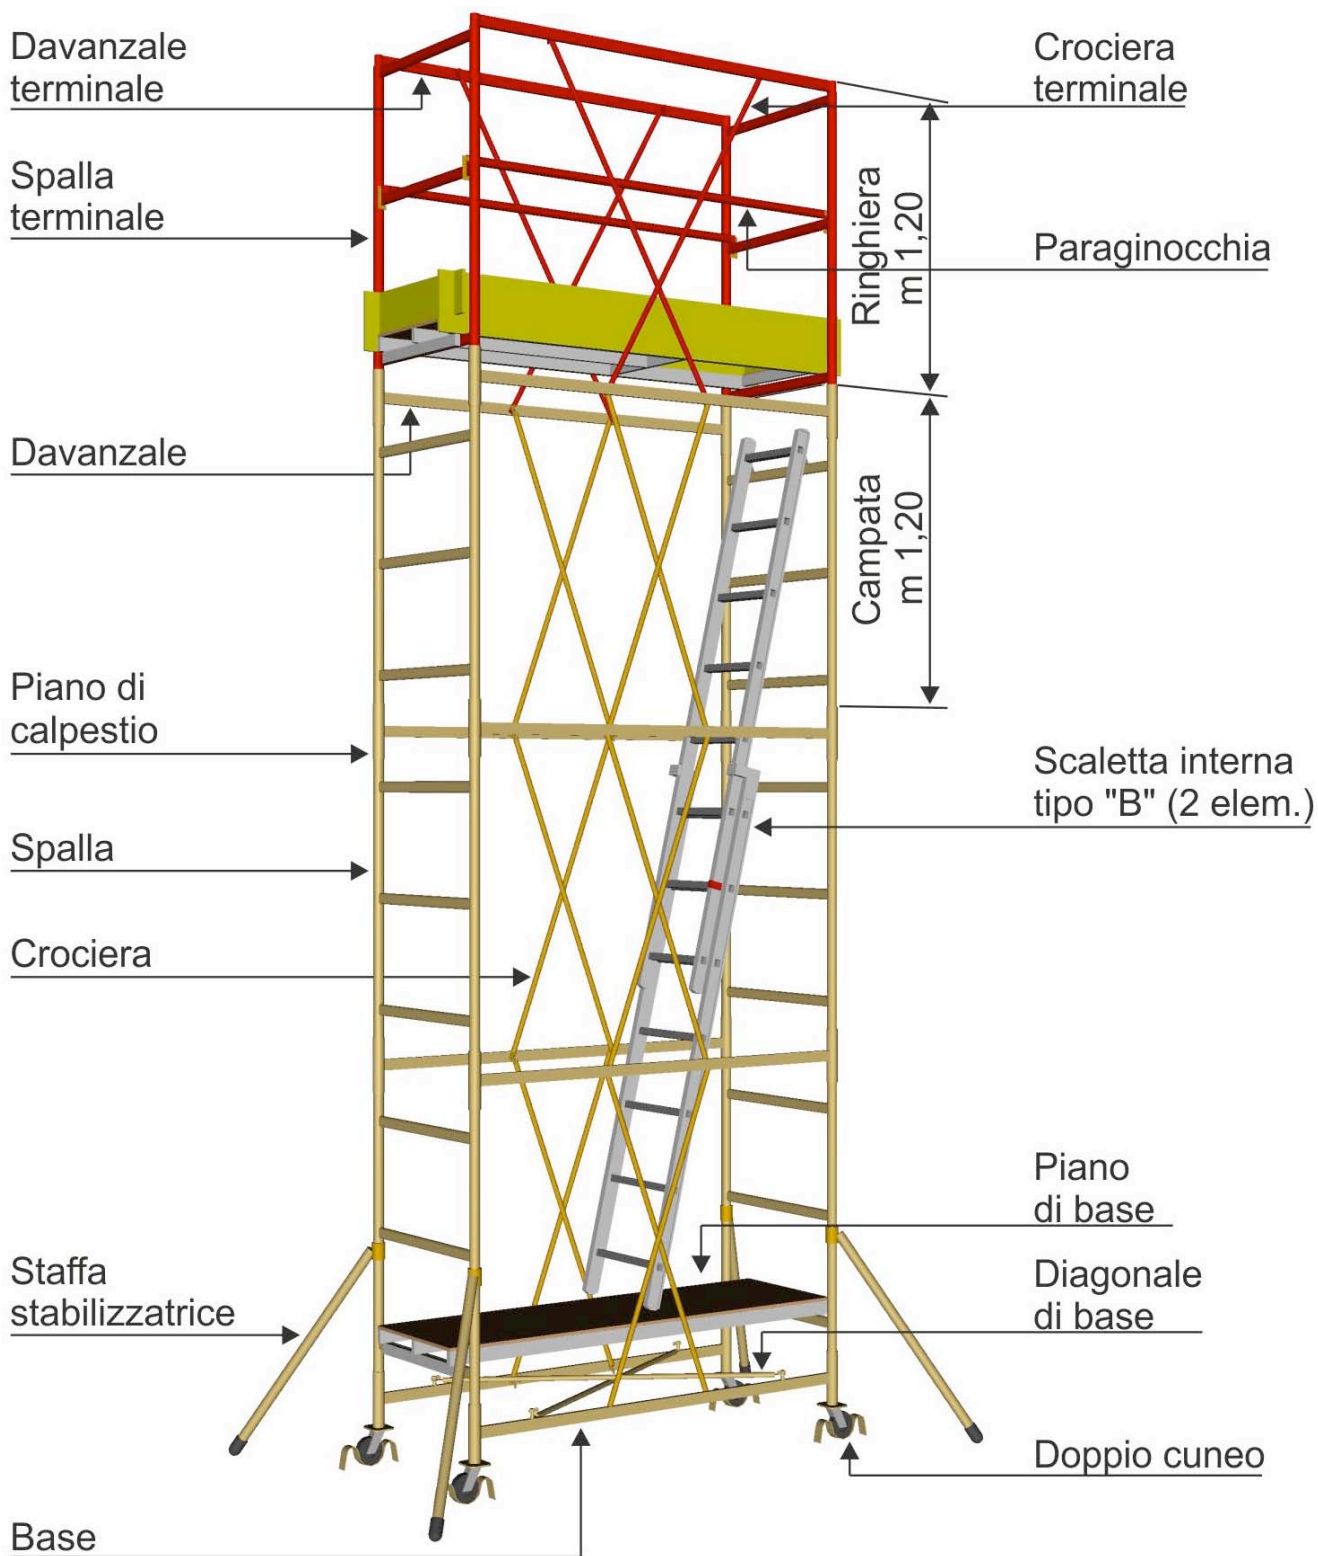 Davanzale
terminale
Crociera
terminale
Spalla
terminale
Ringhiera
m 1,20
Paraginocchia
Davanzale
Campata
m 1,20
Piano di
calpestio
Scaletta interna
tipo "B" (2 elem.)
Spalla
Crociera
Piano
di base
Staffa
stabilizzatrice
Diagonale
di base
Doppio cuneo
Base